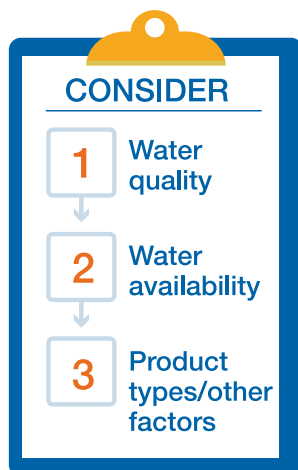 CONSIDER
1 Water
quality
2 Water
availability
3 Product
types/other
factors